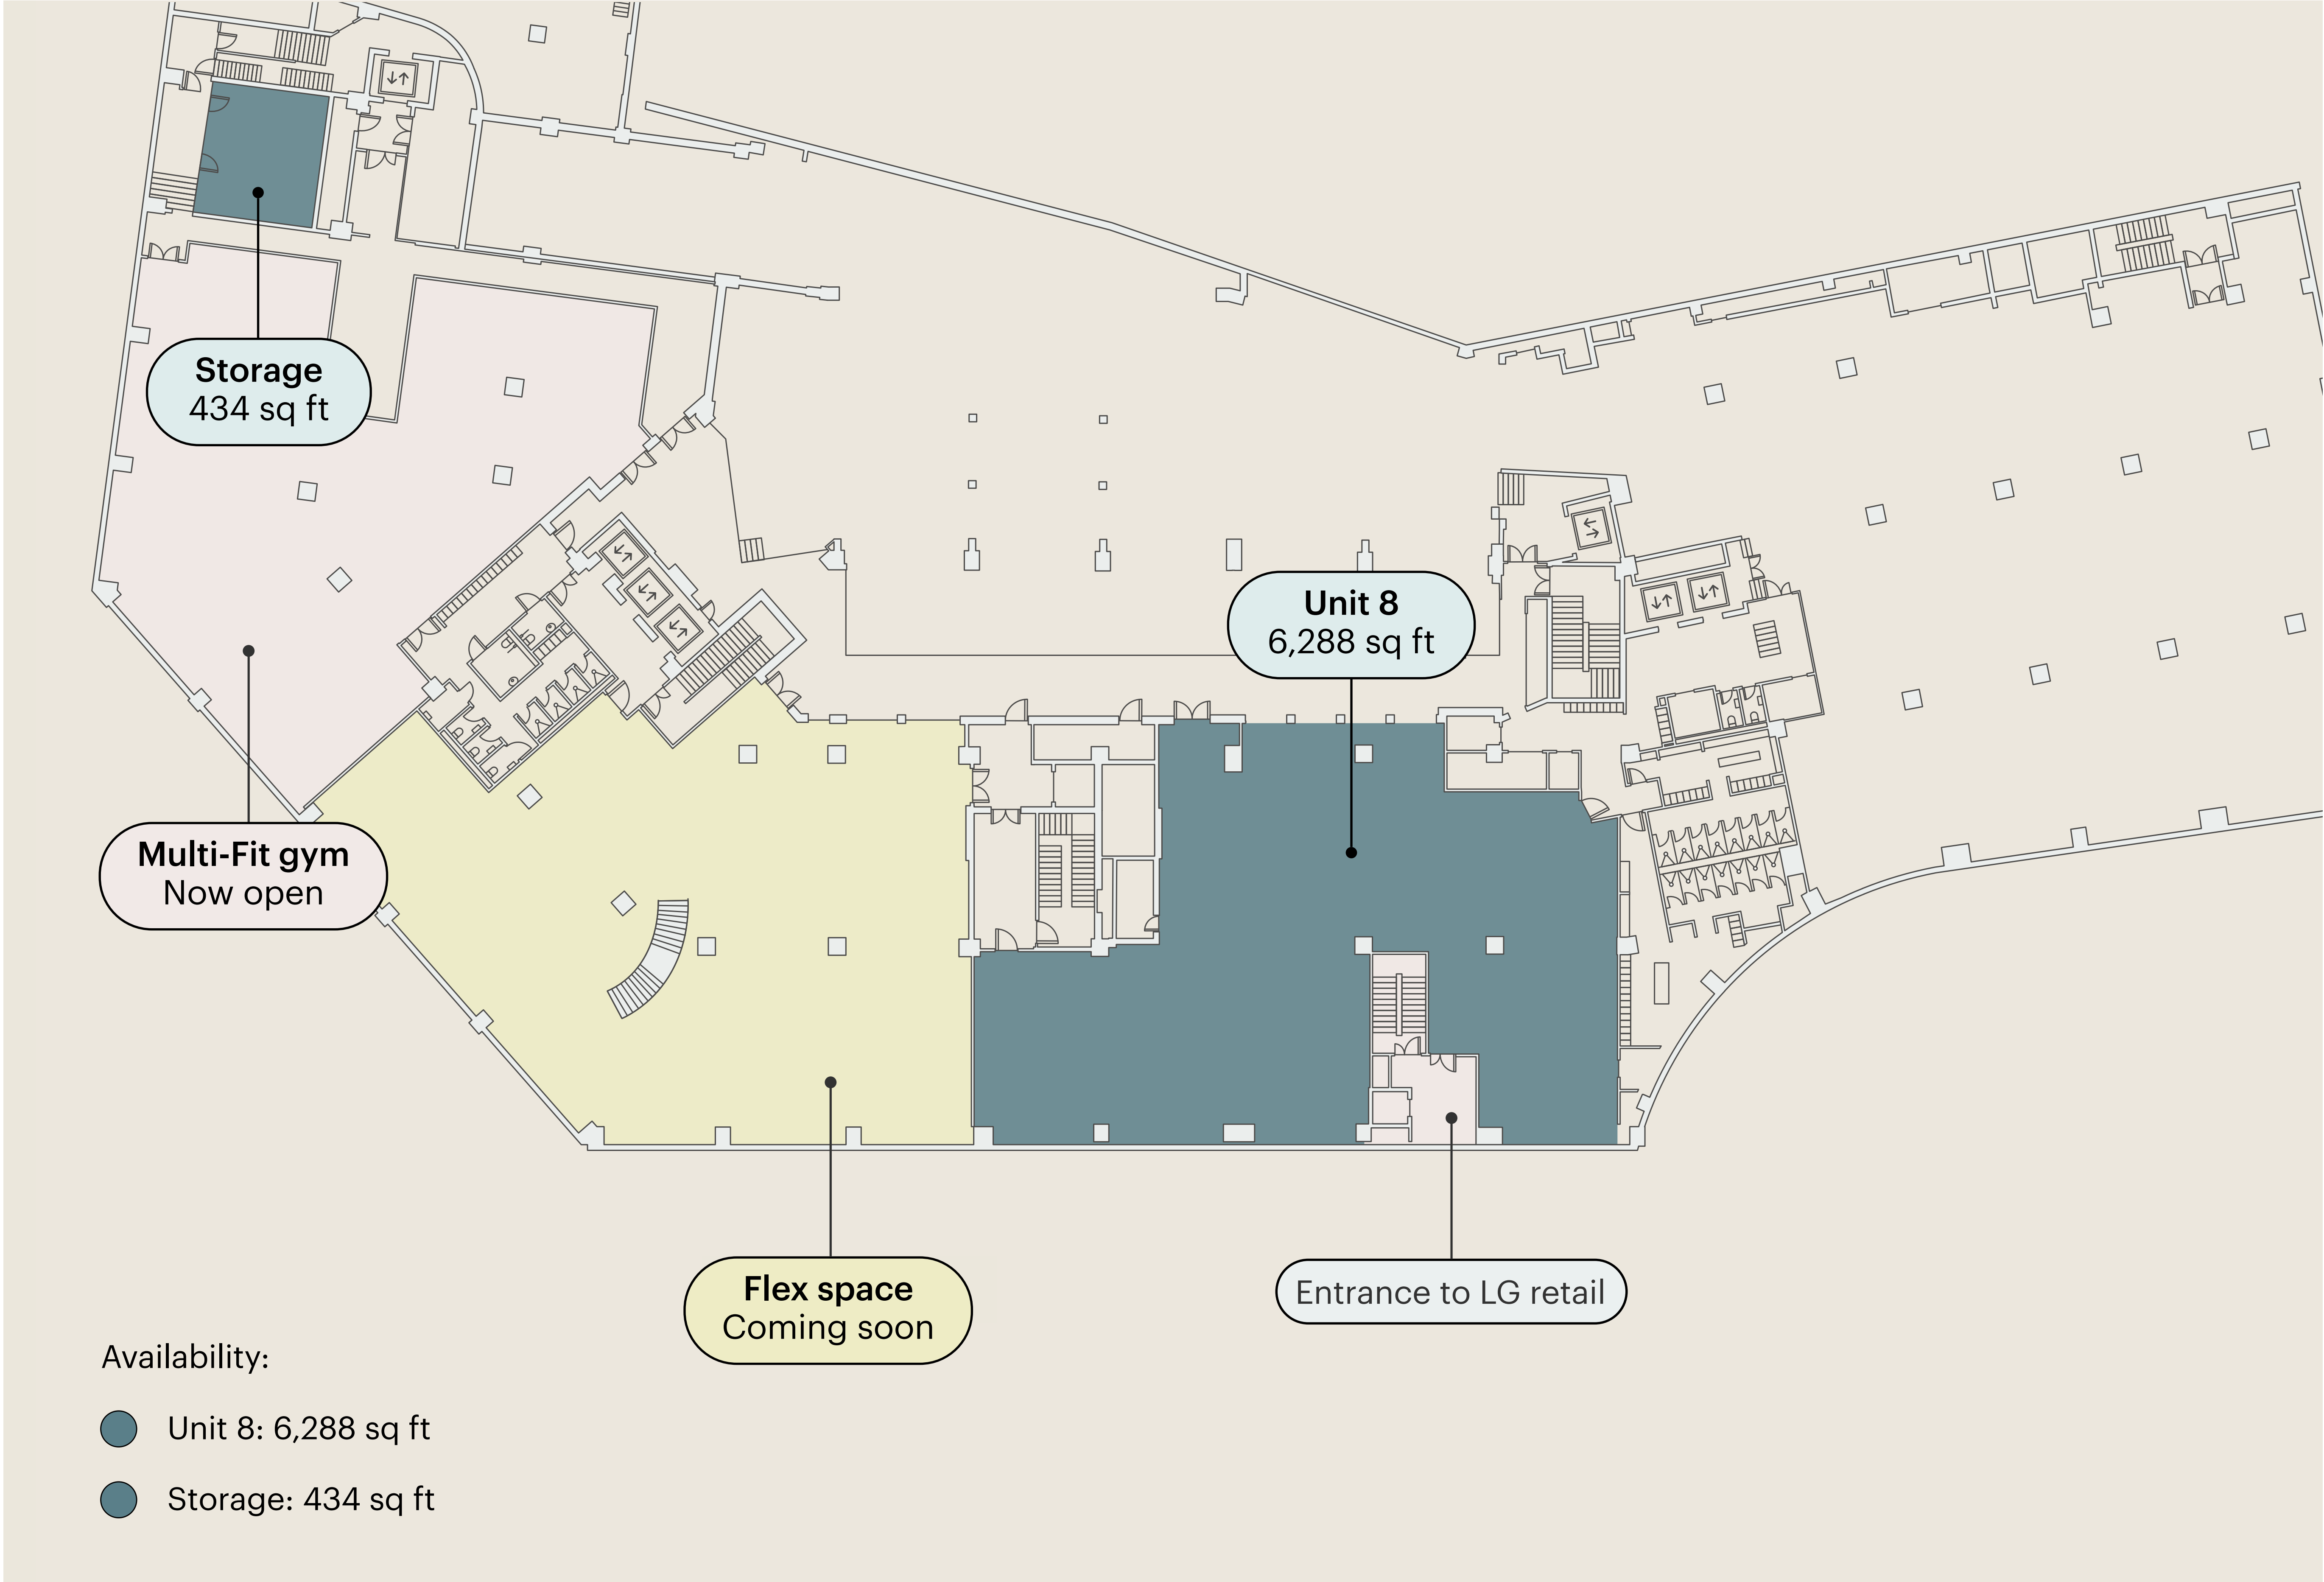 Storage
434 sq ft
Unit 8
6,288 sq ft
Multi-Fit gym
Now open
Flex space
Coming soon
Entrance to LG retail
Availability:
Unit 8: 6,288 sq ft
Storage: 434 sq ft